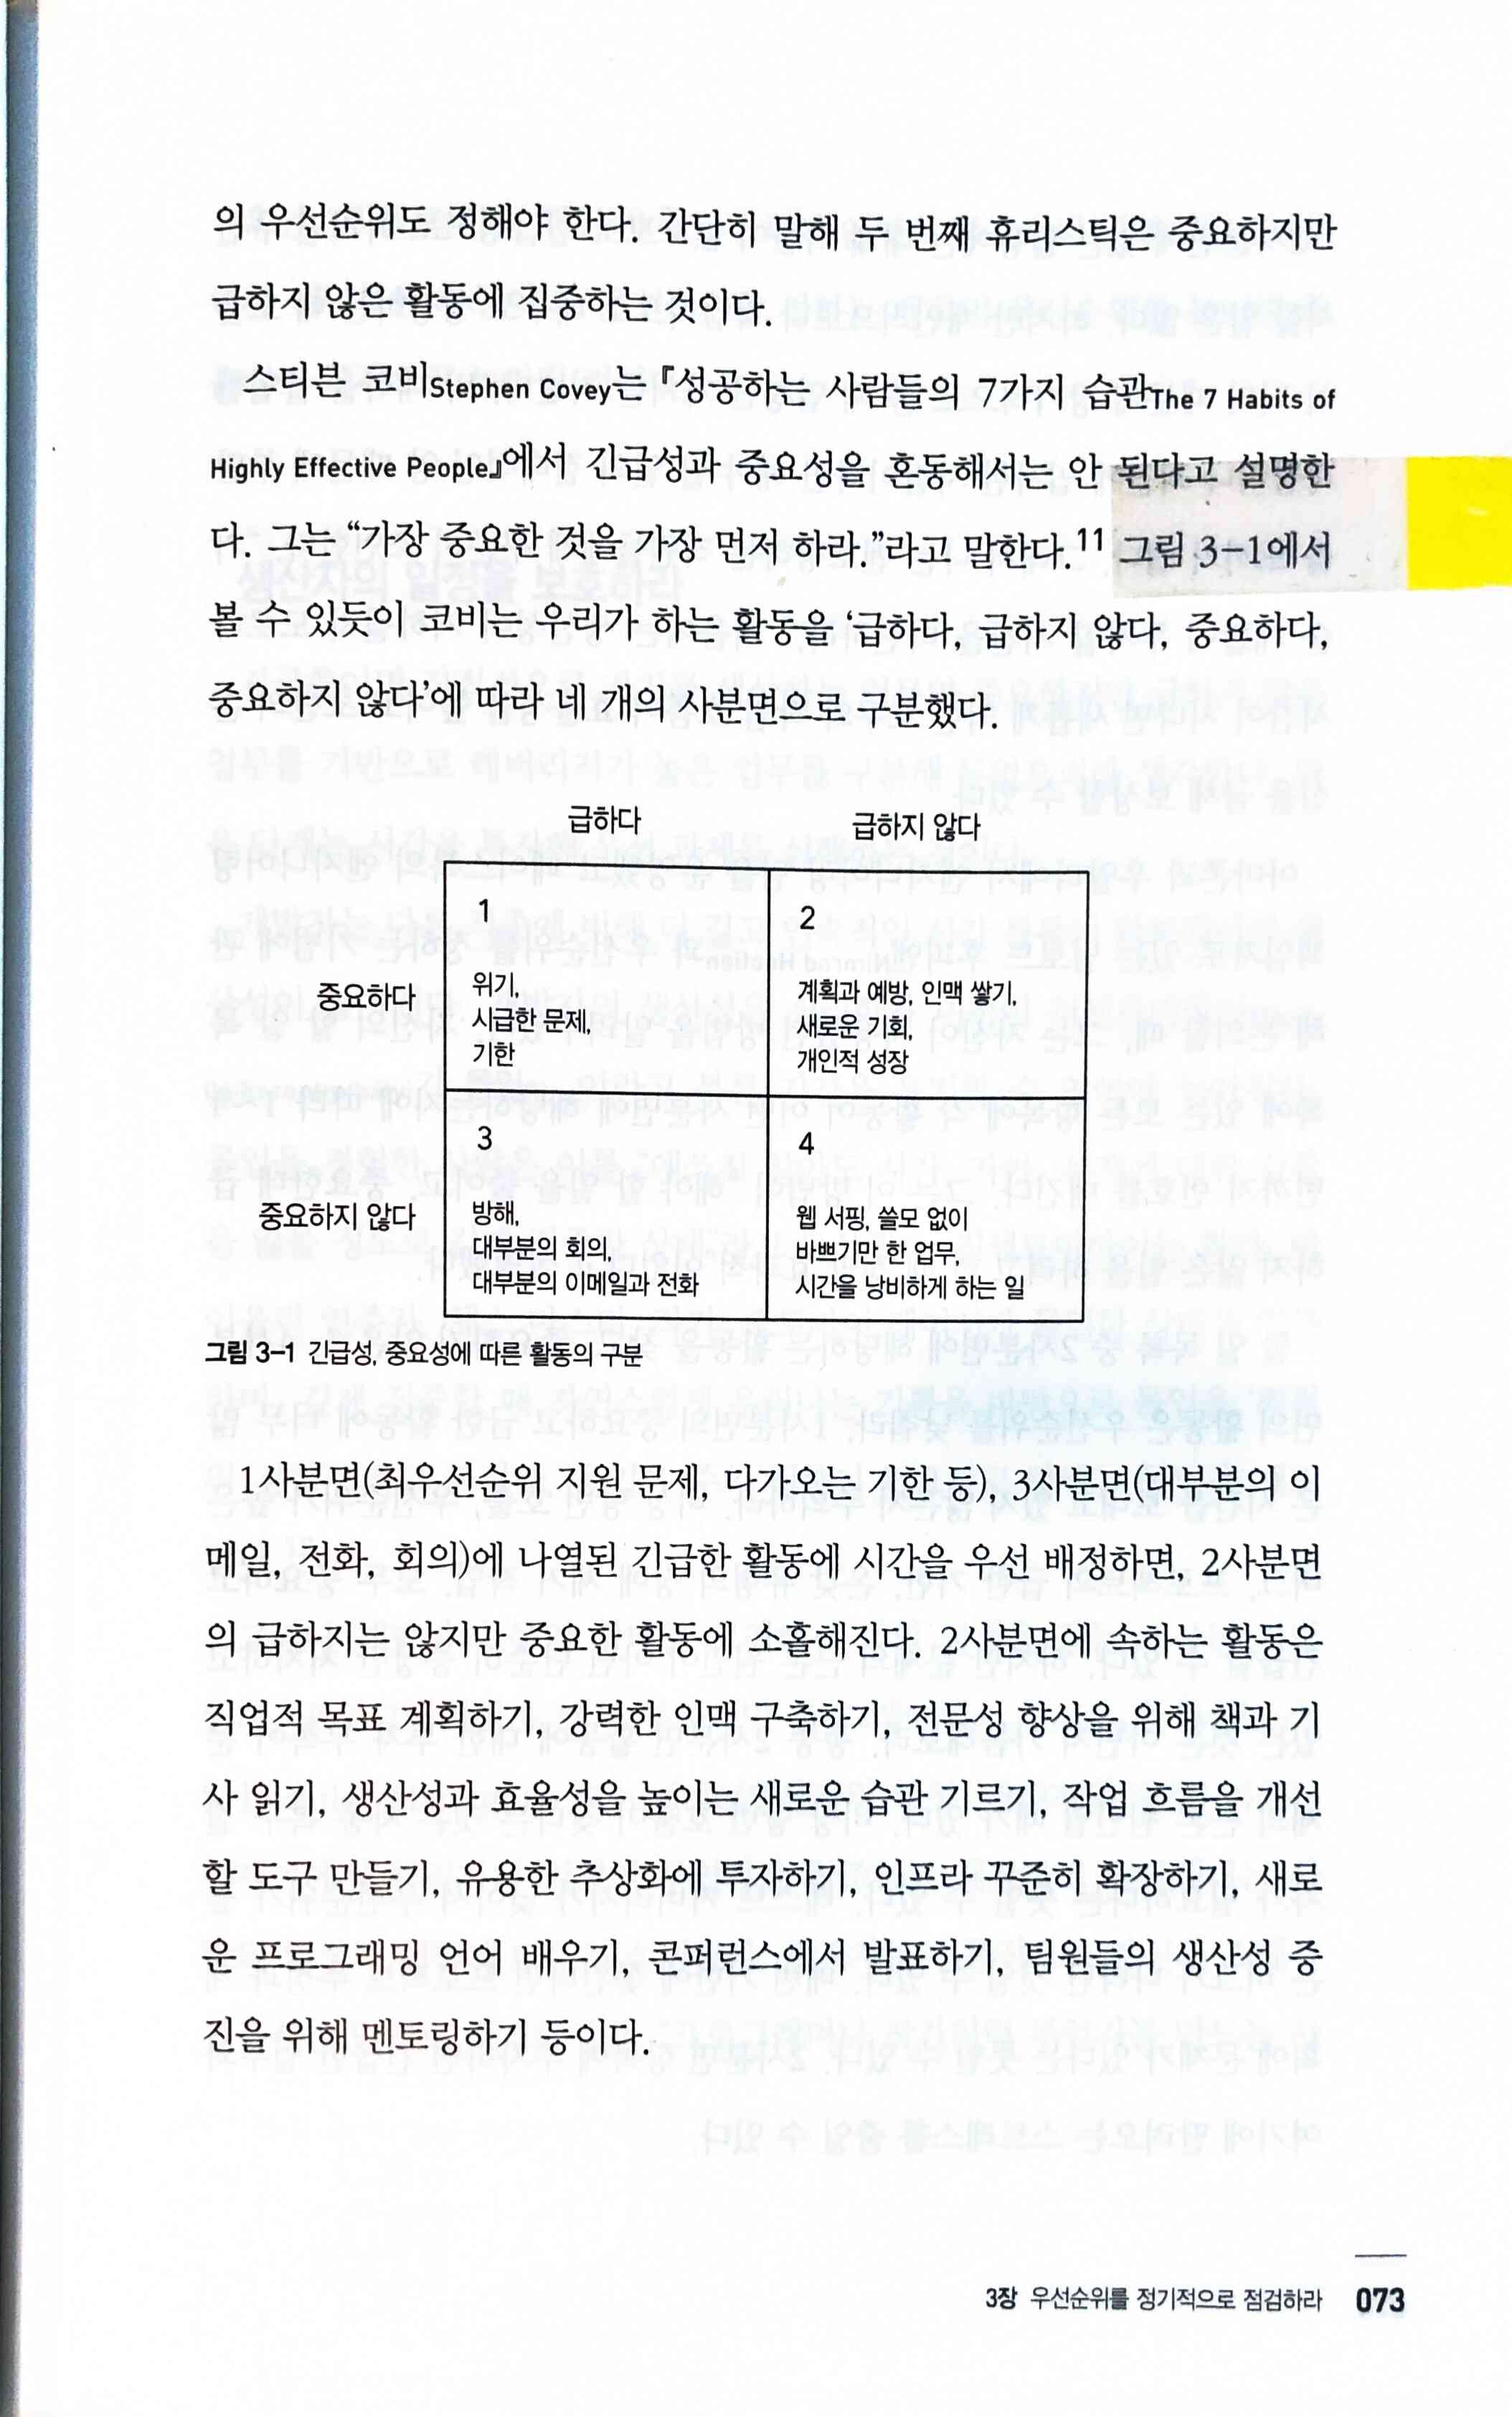 의 우선순위도 정해야 한다. 간단히 말해 두 번째 휴리스틱은 중요하지만
급하지 않은 활동에 집중하는 것이다.
스티븐 코비Stephen Covey는 『성공하는 사람들의 7가지 습관The 7 Habits of
Highly Effective People』에서 긴급성과 중요성을 혼동해서는 안 된다고 설명한
다. 그는 “가장 중요한 것을 가장 먼저 하라.”라고 말한다.11 그림 3-1에서
볼 수 있듯이 코비는 우리가 하는 활동을 ‘급하다, 급하지 않다, 중요하다,
중요하지 않다’에 따라 네 개의 사분면으로 구분했다.
급하다 급하지 않다
중요하다
1
위기,
시급한 문제,
기한
2
계획과 예방, 인맥 쌓기,
새로운 기회,
개인적 성장
중요하지 않다
3
방해,
대부분의 회의,
대부분의 이메일과 전화
4
웹 서핑, 쓸모 없이
바쁘기만 한 업무,
시간을 낭비하게 하는 일
그림 3-1 긴급성, 중요성에 따른 활동의 구분
1사분면(최우선순위 지원 문제, 다가오는 기한 등), 3사분면(대부분의 이
메일, 전화, 회의)에 나열된 긴급한 활동에 시간을 우선 배정하면, 2사분면
의 급하지는 않지만 중요한 활동에 소홀해진다. 2사분면에 속하는 활동은
직업적 목표 계획하기, 강력한 인맥 구축하기, 전문성 향상을 위해 책과 기
사 읽기, 생산성과 효율성을 높이는 새로운 습관 기르기, 작업 흐름을 개선
할 도구 만들기, 유용한 추상화에 투자하기, 인프라 꾸준히 확장하기, 새로
운 프로그래밍 언어 배우기, 콘퍼런스에서 발표하기, 팀원들의 생산성 증
진을 위해 멘토링하기 등이다.
3장 우선순위를 정기적으로 점검하라 073